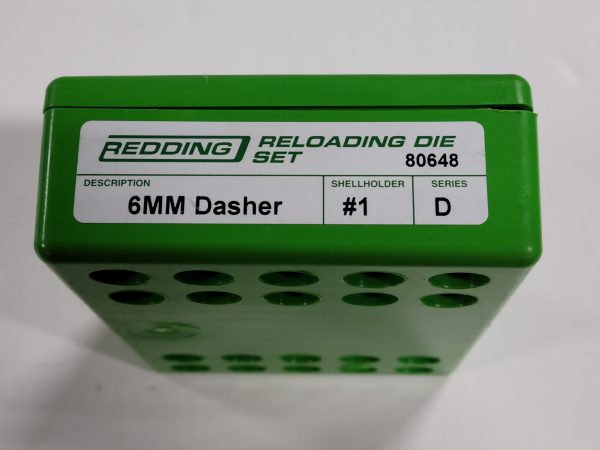 REDDING RELOADING DIE
SET 80648
DESCRIPTION SHELLHOLDER SERIES
6MM Dasher #1 D